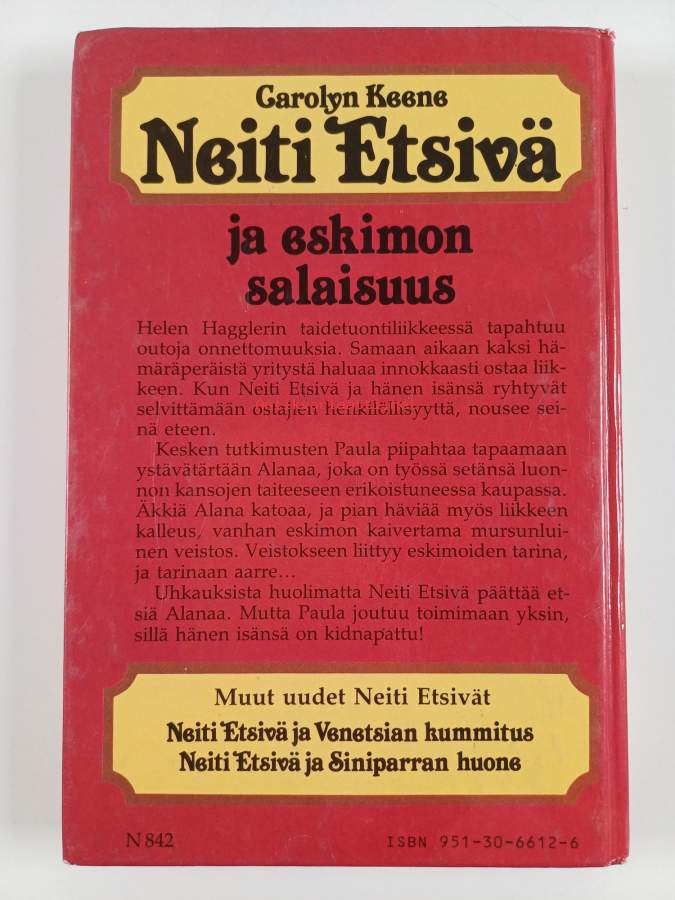 Carolyn Keene
Neiti Etsivä
ja eskimon
salaisuus
Helen Hagglerin taidetuontiliikkeessä tapahtuu
outoja onnettomuuksia. Samaan aikaan kaksi hä-
märäperäistä yritystä haluaa innokkaasti ostaa liik-
keen. Kun Neiti Etsivä ja hänen isänsä ryhtyvät
selvittämään ostajien henkilöllisyyttä, nousee sei-
nä eteen.
Kesken tutkimusten Paula piipahtaa tapaamaan
ystävätärtään Alanaa, joka on työssä setänsä luon-
non kansojen taiteeseen erikoistuneessa kaupassa.
Äkkiä Alana katoaa, ja pian häviää myös liikkeen
kalleus, vanhan eskimon kaivertama mursunlui-
nen veistos. Veistokseen liittyy eskimoiden tarina,
ja tarinaan aarre...
Uhkauksista huolimatta Neiti Etsivä päättää et-
siä Alanaa. Mutta Paula joutuu toimimaan yksin,
sillä hänen isänsä on kidnapattu!
Muut uudet Neiti Etsivät
Neiti Etsivä ja Venetsian kummitus
Neiti Etsivä ja Siniparran huone
N 842
ISBN 951-30-6612-6